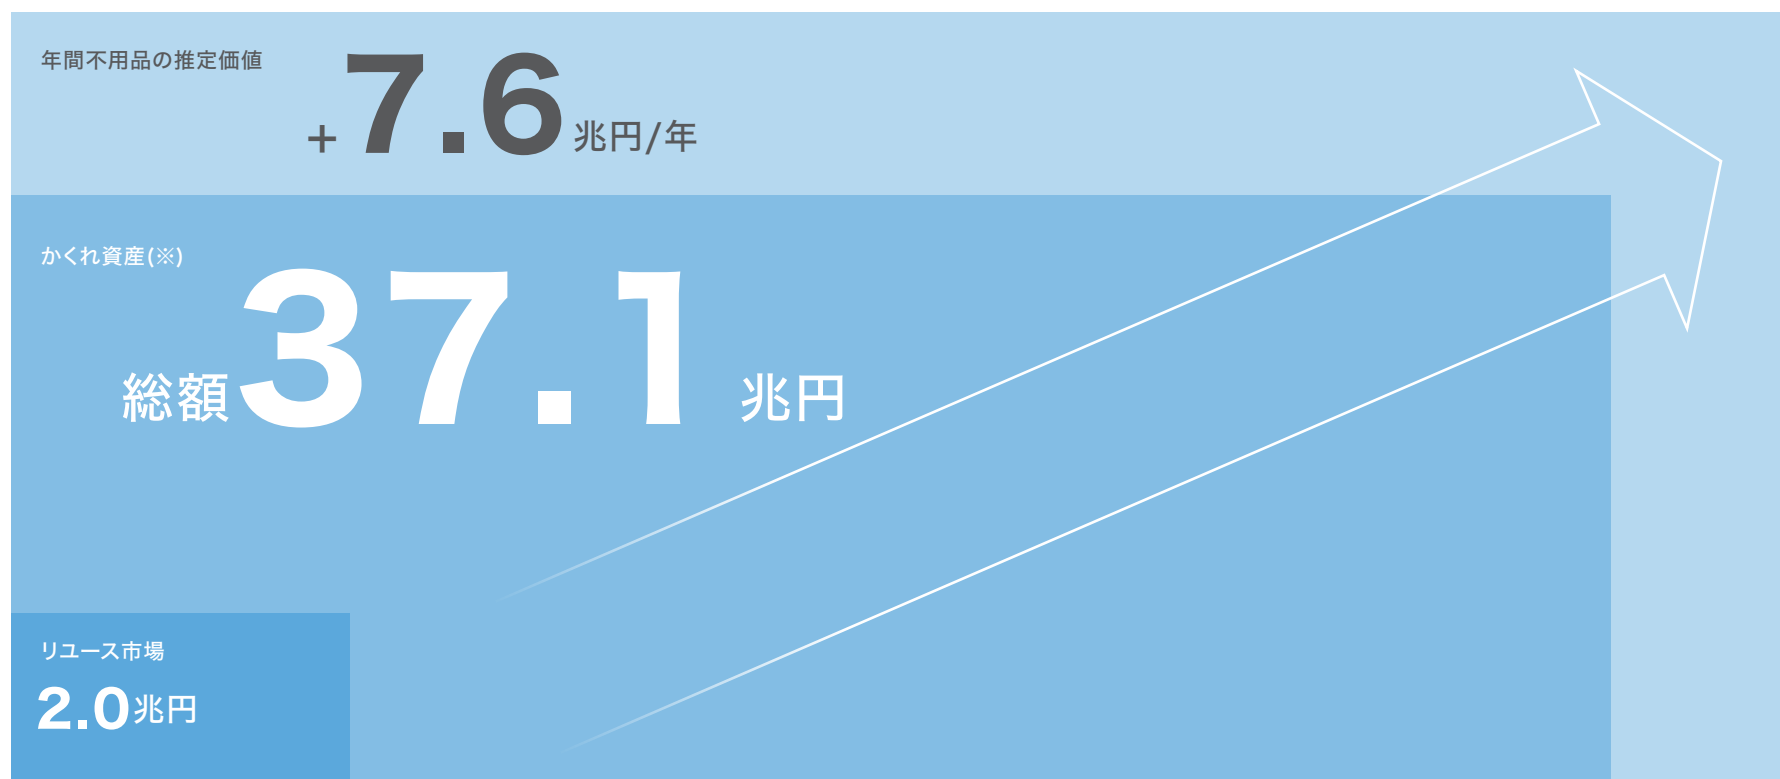 年間不用品の推定価値
+7.6兆円/年
かくれ資産(※)
総額37.1兆円
リユース市場
2.0兆円